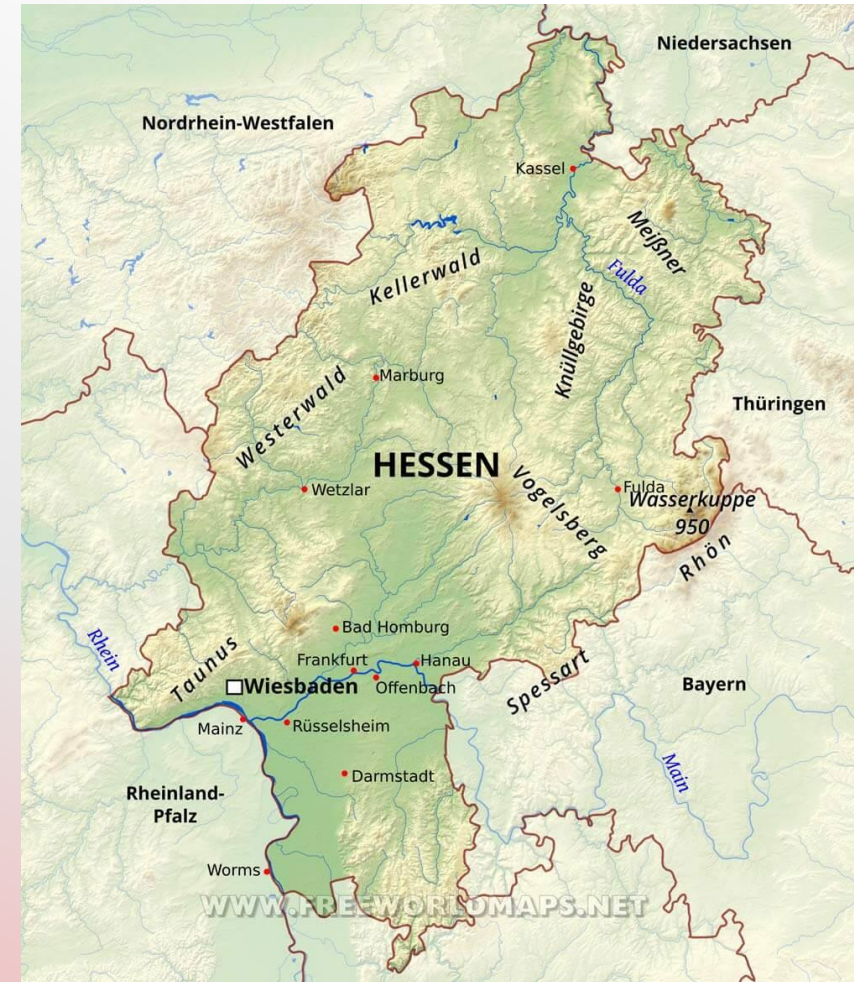 Niedersachsen
Nordrhein-Westfalen
Kassel
Meißner
Fulda
Kellerwald
Knüllgebirge
Marburg
Westerwald
Thüringen
HESSEN
Wetzlar
Vogelsberg
Fulda
Wasserkuppe
950
Rhön
Rhein
Bad Homburg
Taunus
Frankfurt
Hanau
Wiesbaden
Offenbach
Spessart
Bayern
Mainz
Rüsselsheim
Main
Darmstadt
Rheinland-
Pfalz
Worms
WWW.FREEWORLDMAPS.NET